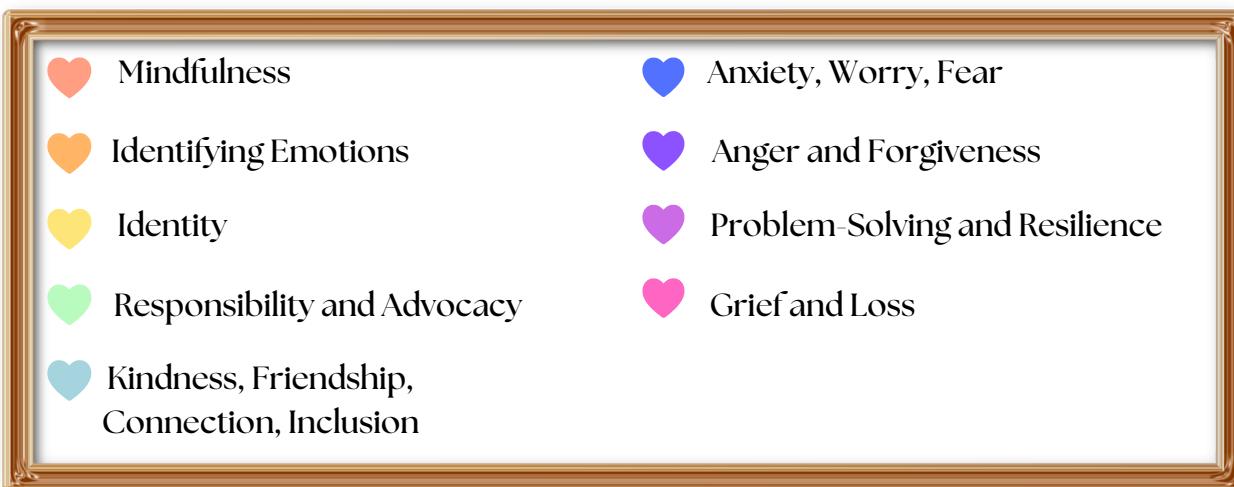 Mindfulness
Identifying Emotions
Identity
Responsibility and Advocacy
Kindness, Friendship,
Connection, Inclusion
Anxiety, Worry, Fear
Anger and Forgiveness
Problem-Solving and Resilience
Grief and Loss